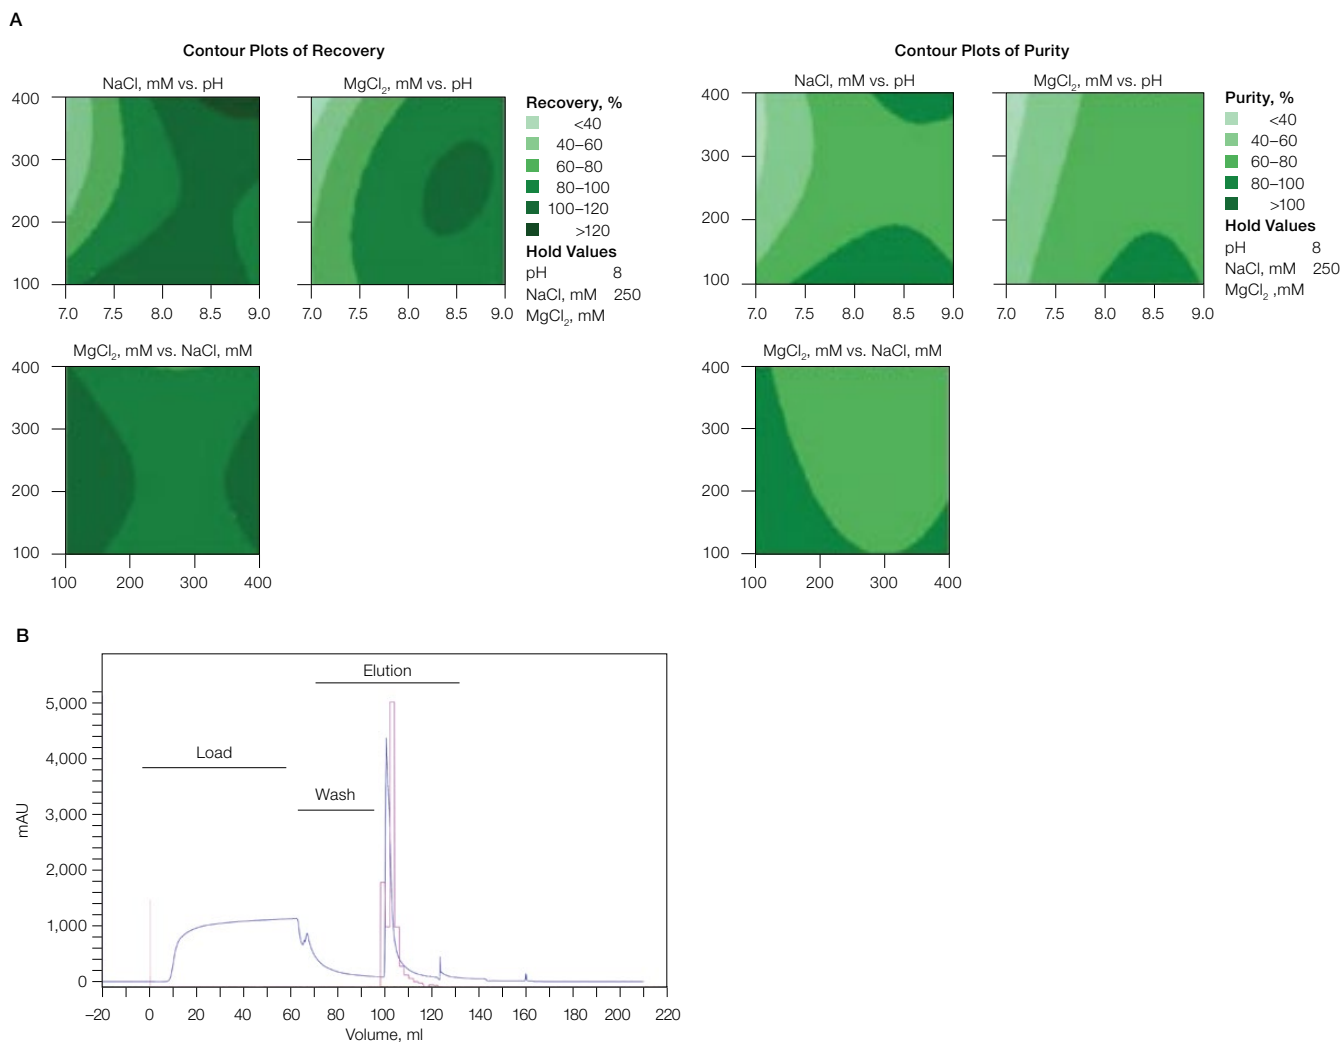 A
Contour Plots of Recovery
NaCl, mM vs. pH
MgCl₂, mM vs. pH
400
300
200
100
7.0 7.5 8.0 8.5 9.0
7.0 7.5 8.0 8.5 9.0
Recovery, %
<40
40–60
60–80
80–100
100–120
>120
Hold Values
pH 8
NaCl, mM 250
MgCl₂, mM
MgCl₂, mM vs. NaCl, mM
400
300
200
100
100 200 300 400
Contour Plots of Purity
NaCl, mM vs. pH
MgCl₂, mM vs. pH
400
300
200
100
7.0 7.5 8.0 8.5 9.0
7.0 7.5 8.0 8.5 9.0
Purity, %
<40
40–60
60–80
80–100
>100
Hold Values
pH 8
NaCl, mM 250
MgCl₂ ,mM
MgCl₂, mM vs. NaCl, mM
400
300
200
100
100 200 300 400
B
Elution
Load
Wash
mAU
5,000
4,000
3,000
2,000
1,000
0
–20 0 20 40 60 80 100 120 140 160 180 200 220
Volume, ml